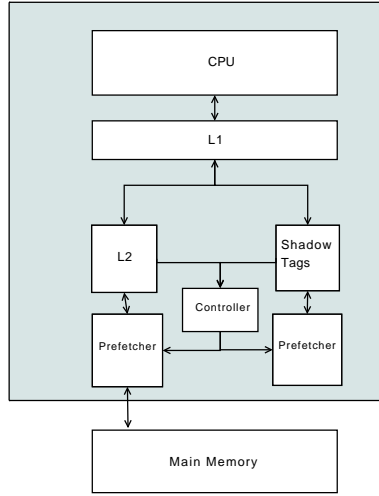 CPU
L1
L2
Shadow
Tags
Controller
Prefetcher
Prefetcher
Main Memory